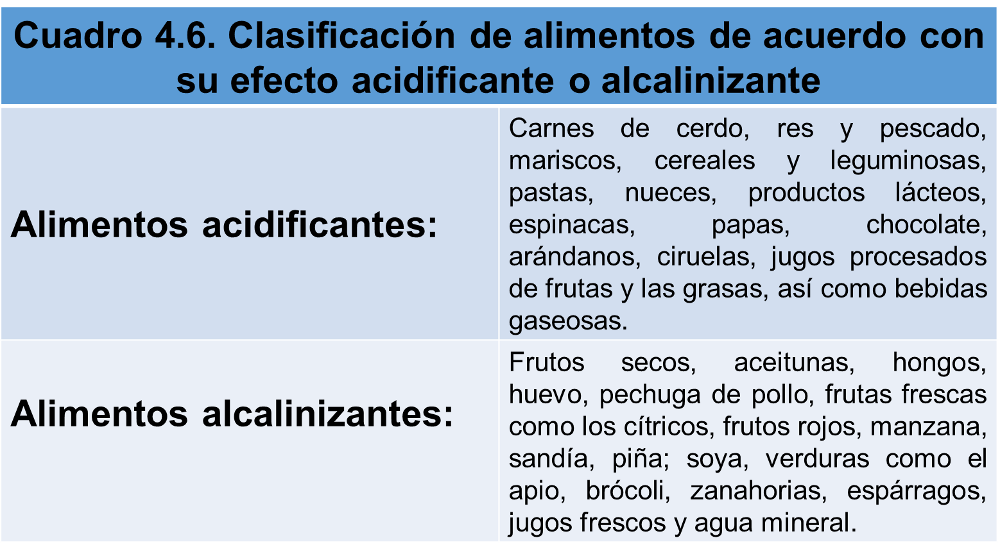 Cuadro 4.6. Clasificación de alimentos de acuerdo con
su efecto acidificante o alcalinizante
Alimentos acidificantes:
Carnes de cerdo, res y pescado,
mariscos, cereales y leguminosas,
pastas, nueces, productos lácteos,
espinacas, papas, chocolate,
arándanos, ciruelas, jugos procesados
de frutas y las grasas, así como bebidas
gaseosas.
Alimentos alcalinizantes:
Frutos secos, aceitunas, hongos,
huevo, pechuga de pollo, frutas frescas
como los cítricos, frutos rojos, manzana,
sandía, piña; soya, verduras como el
apio, brócoli, zanahorias, espárragos,
jugos frescos y agua mineral.